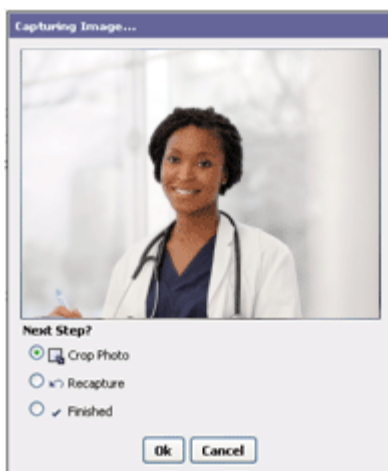 Capturing Image...
Next Step?
Crop Photo
Recapture
Finished
Ok Cancel